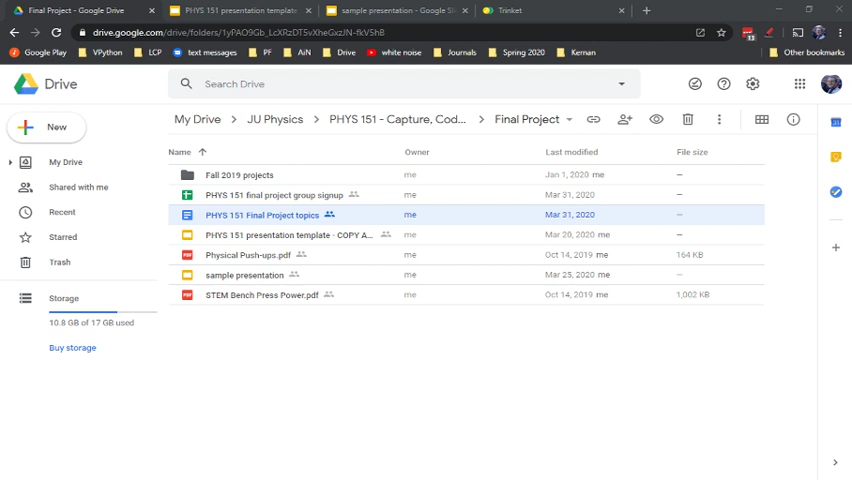 Final Project - Google Drive
PHYS 151 presentation template
sample presentation - Google Sl
Trinket
drive.google.com/drive/folders/1yPAO9Gb_LcXRzDT5vXheGxzJN-fkV5hB
13
Google Play VPython LCP text messages PF AiN Drive white noise Journals Spring 2020 Kernan Other bookmarks
Drive
Search Drive
New
My Drive JU Physics PHYS 151 - Capture, Cod... Final Project
My Drive
Shared with me
Recent
Starred
Trash
Storage
10.8 GB of 17 GB used
Buy storage
Name Owner Last modified File size
Fall 2019 projects me Jan 1, 2020 me –
PHYS 151 final project group signup me Mar 31, 2020 –
PHYS 151 Final Project topics me Mar 31, 2020 –
PHYS 151 presentation template - COPY A... me Mar 20, 2020 me –
Physical Push-ups.pdf me Oct 14, 2019 me 164 KB
sample presentation me Mar 25, 2020 me –
STEM Bench Press Power.pdf me Oct 14, 2019 me 1,002 KB
31